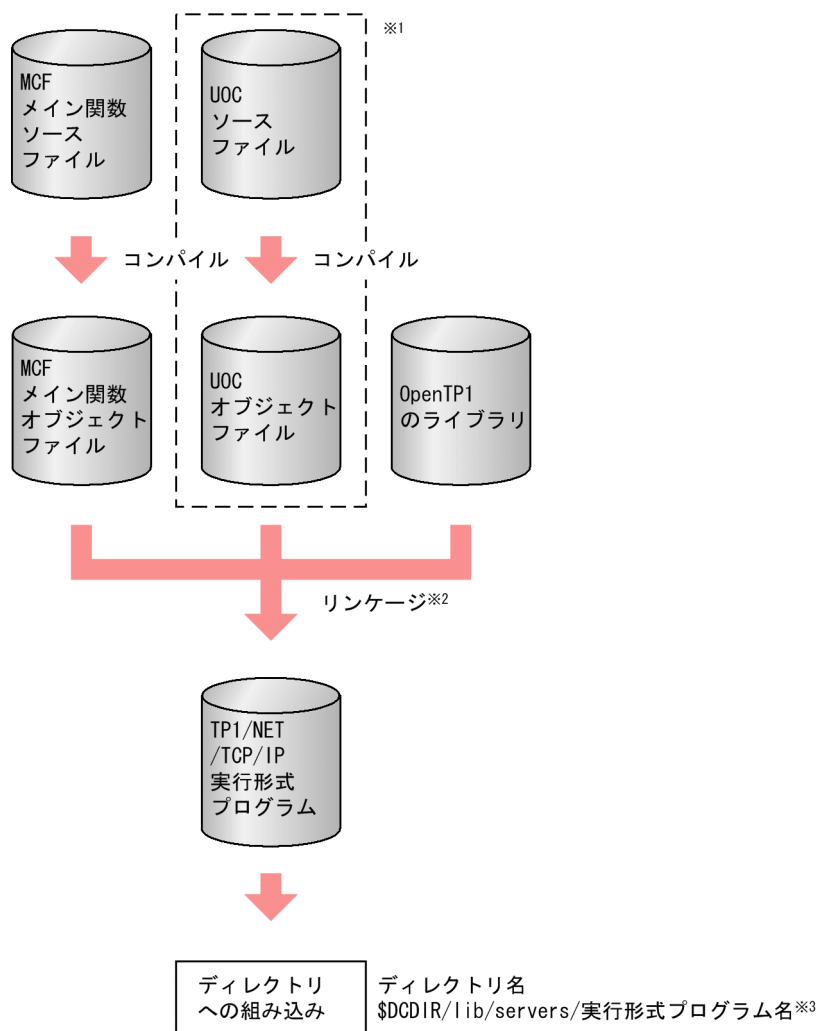 ※1
MCF
メイン関数
ソース
ファイル
UOC
ソース
ファイル
コンパイル
コンパイル
MCF
メイン関数
オブジェクト
ファイル
UOC
オブジェクト
ファイル
OpenTP1
のライブラリ
リンケージ※2
TP1/NET
/TCP/IP
実行形式
プログラム
ディレクトリ
への組み込み
ディレクトリ名
$DCDIR/lib/servers/実行形式プログラム名※3